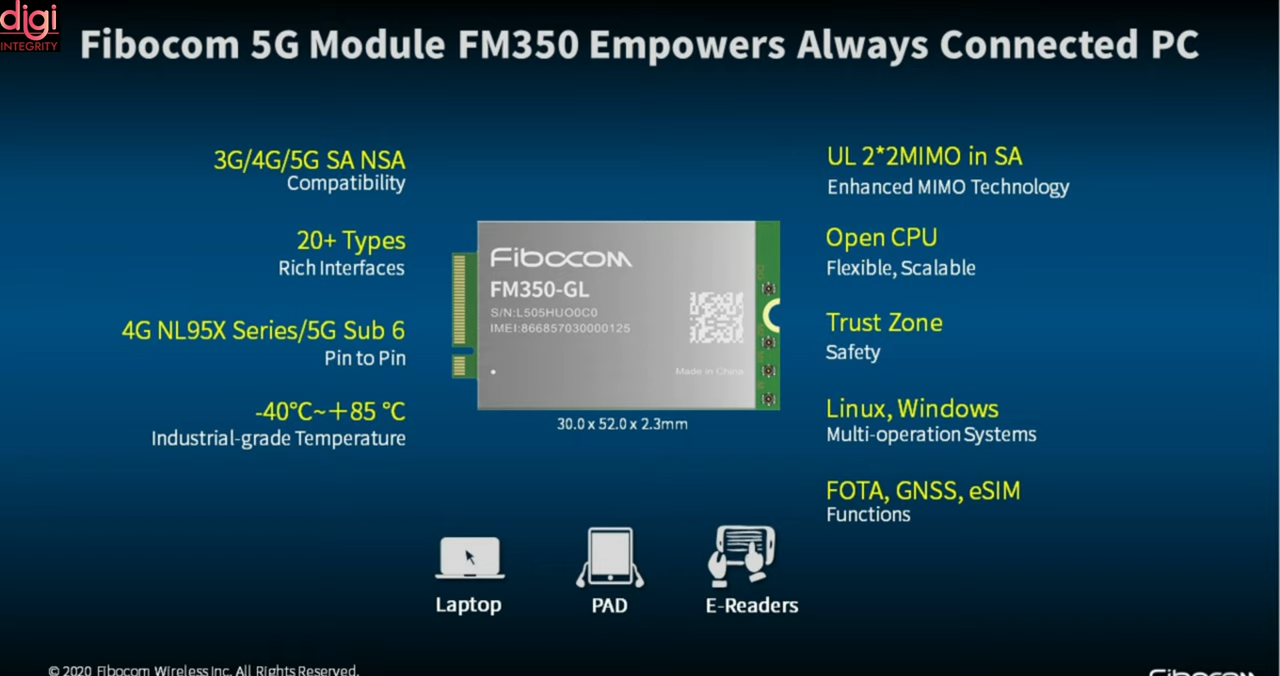 digi
INTEGRITY
Fibocom 5G Module FM350 Empowers Always Connected PC
3G/4G/5G SA NSA
Compatibility
20+ Types
Rich Interfaces
4G NL95X Series/5G Sub 6
Pin to Pin
-40℃~+85 ℃
Industrial-grade Temperature
Fibocom
FM350-GL
S/N:L505HUO0C0
IMEI:866857030000125
Made in China
30.0 x 52.0 x 2.3mm
UL 2*2MIMO in SA
Enhanced MIMO Technology
Open CPU
Flexible, Scalable
Trust Zone
Safety
Linux, Windows
Multi-operation Systems
FOTA, GNSS, eSIM
Functions
Laptop
PAD
E-Readers
© 2020 Fibocom Wireless Inc. All Rights Reserved.
Fibocom